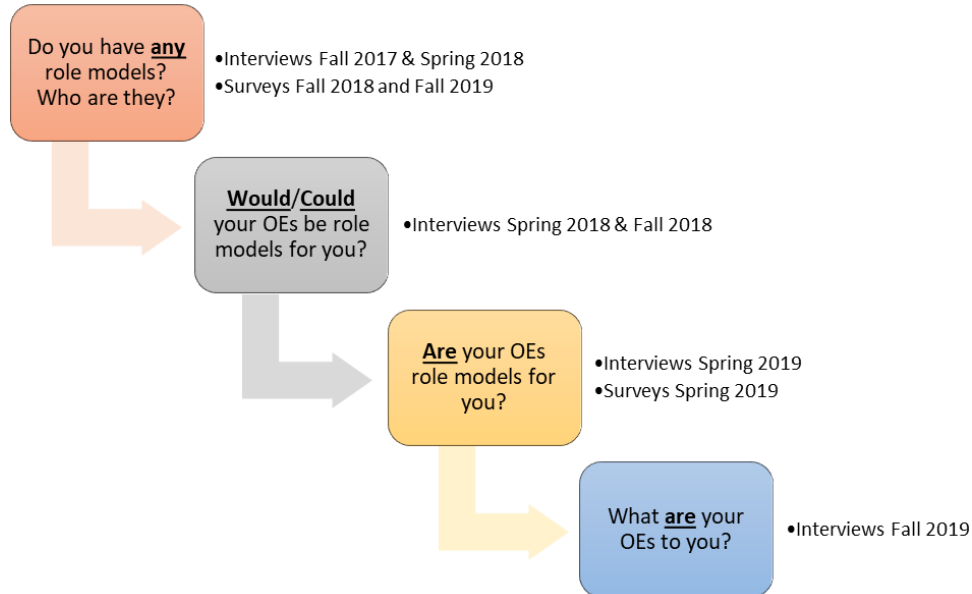 Do you have any
role models?
Who are they?
•Interviews Fall 2017 & Spring 2018
•Surveys Fall 2018 and Fall 2019
Would/Could
your OEs be role
models for you?
•Interviews Spring 2018 & Fall 2018
Are your OEs
role models for
you?
•Interviews Spring 2019
•Surveys Spring 2019
What are your
OEs to you?
•Interviews Fall 2019